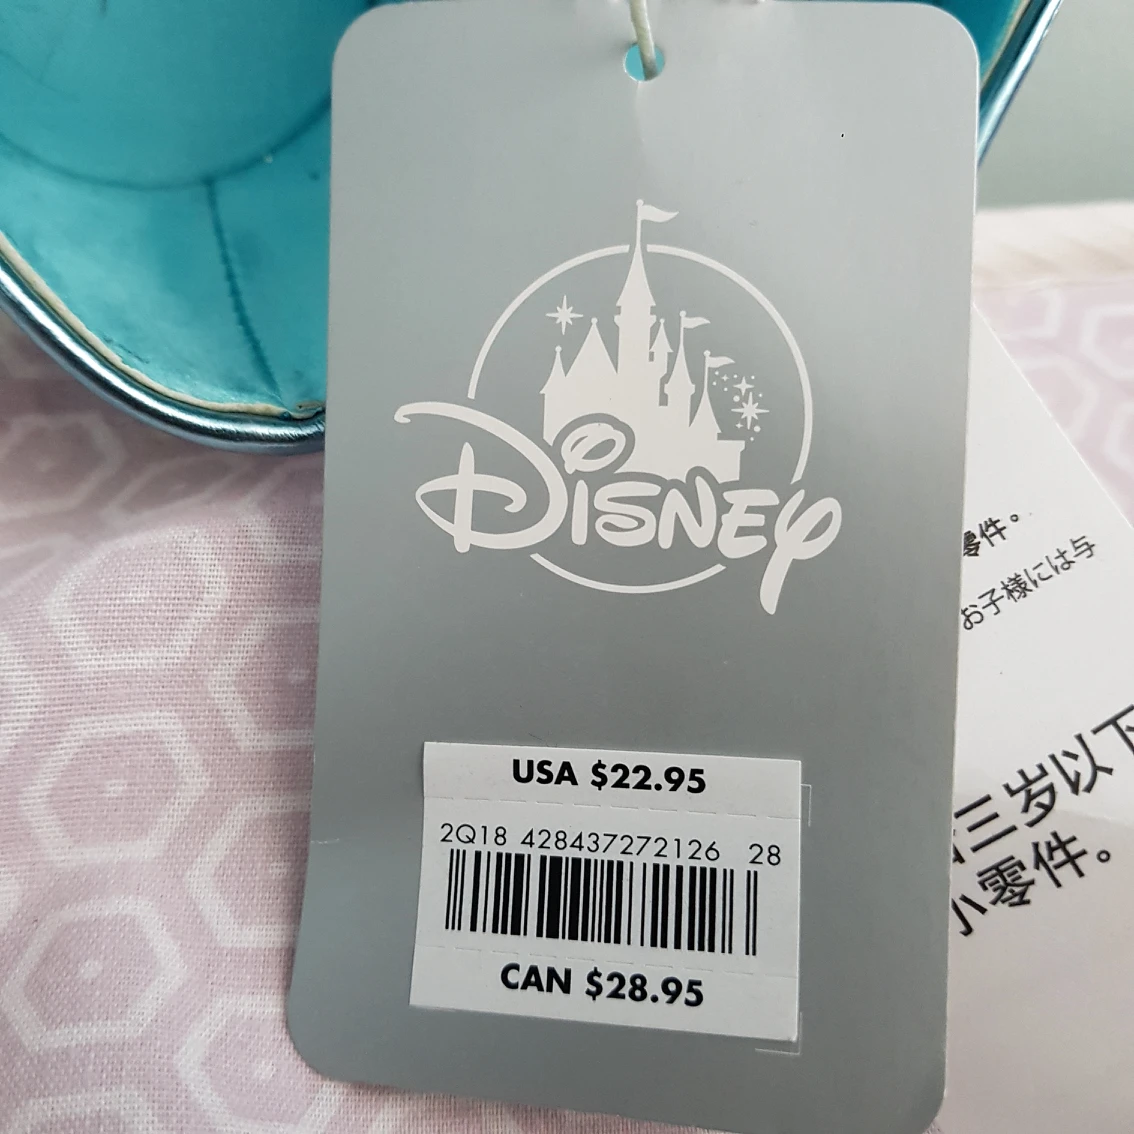 Disney
USA $22.95
2Q18 428437272126 28
CAN $28.95
零件。
お子様には与
三岁以下
小零件。